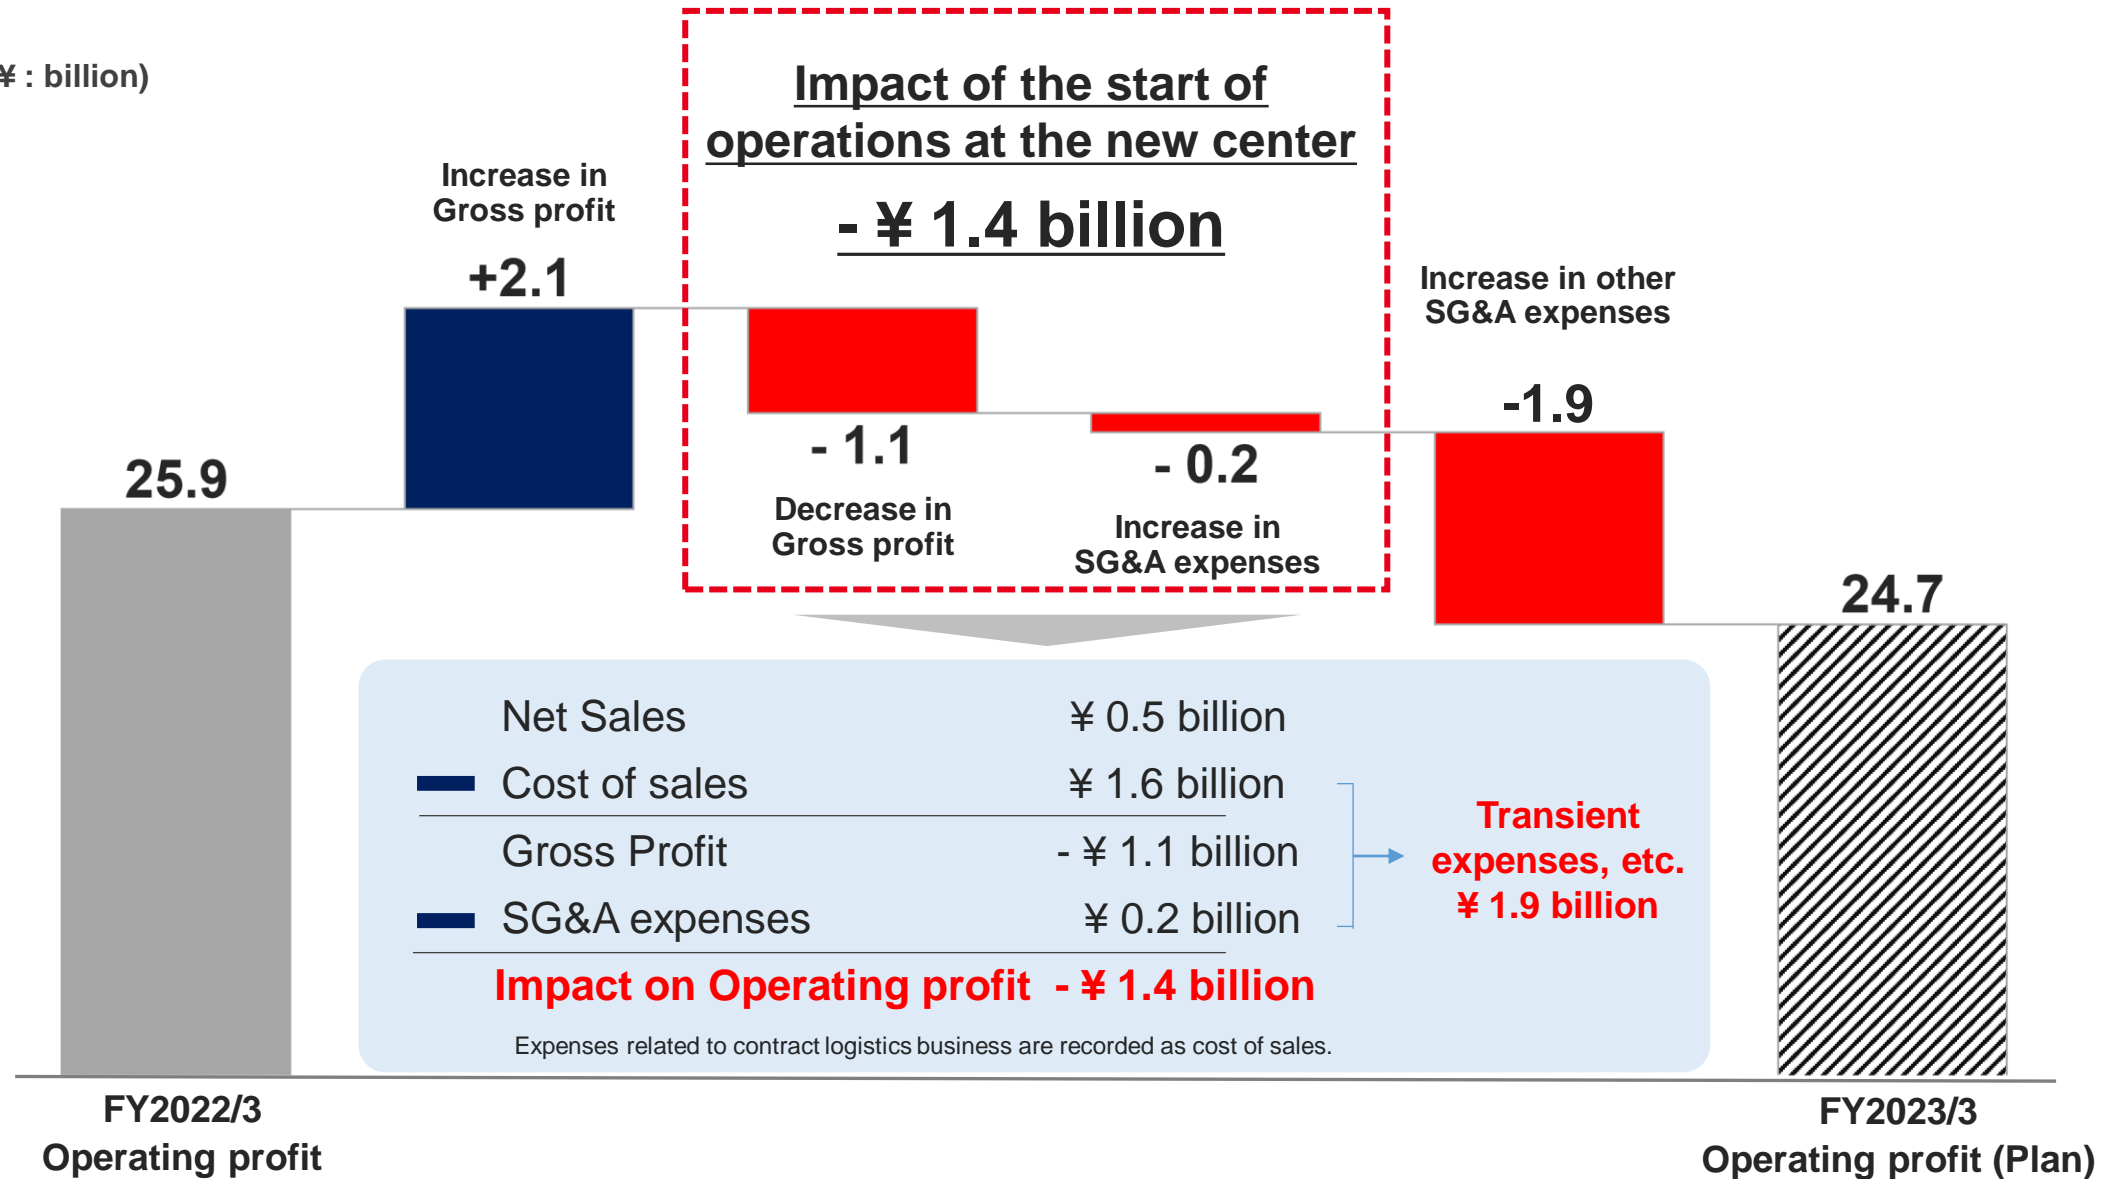 ¥ : billion)
Impact of the start of
operations at the new center
- ¥ 1.4 billion
Increase in
Gross profit
+2.1
Increase in other
SG&A expenses
-1.9
25.9
- 1.1
Decrease in
Gross profit
- 0.2
Increase in
SG&A expenses
24.7
Net Sales ¥ 0.5 billion
Cost of sales ¥ 1.6 billion
Gross Profit - ¥ 1.1 billion
SG&A expenses ¥ 0.2 billion
Impact on Operating profit - ¥ 1.4 billion
Transient
expenses, etc.
¥ 1.9 billion
Expenses related to contract logistics business are recorded as cost of sales.
FY2022/3
Operating profit
FY2023/3
Operating profit (Plan)